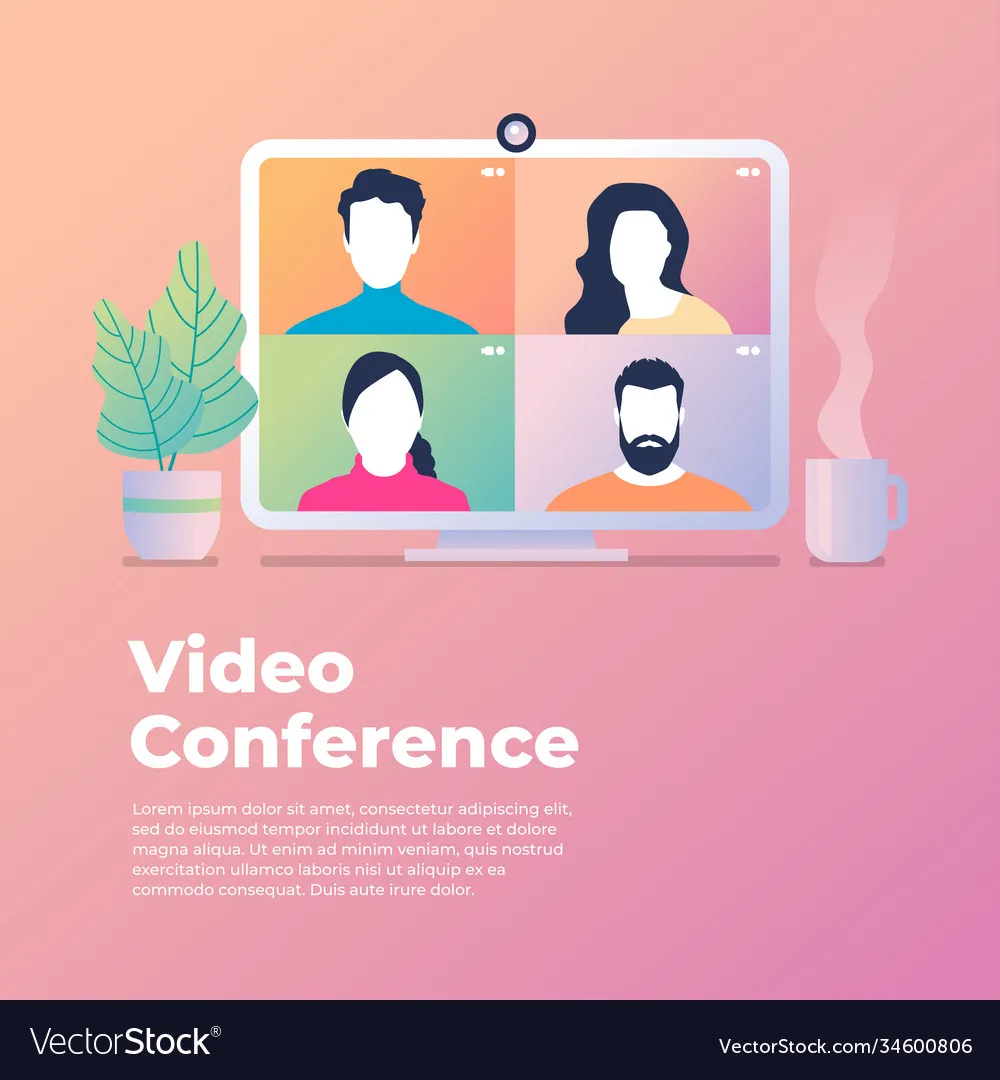 Video
Conference
Lorem ipsum dolor sit amet, consectetur adipiscing elit,
sed do eiusmod tempor incididunt ut labore et dolore
magna aliqua. Ut enim ad minim veniam, quis nostrud
exercitation ullamco laboris nisi ut aliquip ex ea
commodo consequat. Duis aute irure dolor.
VectorStock®
VectorStock.com/34600806